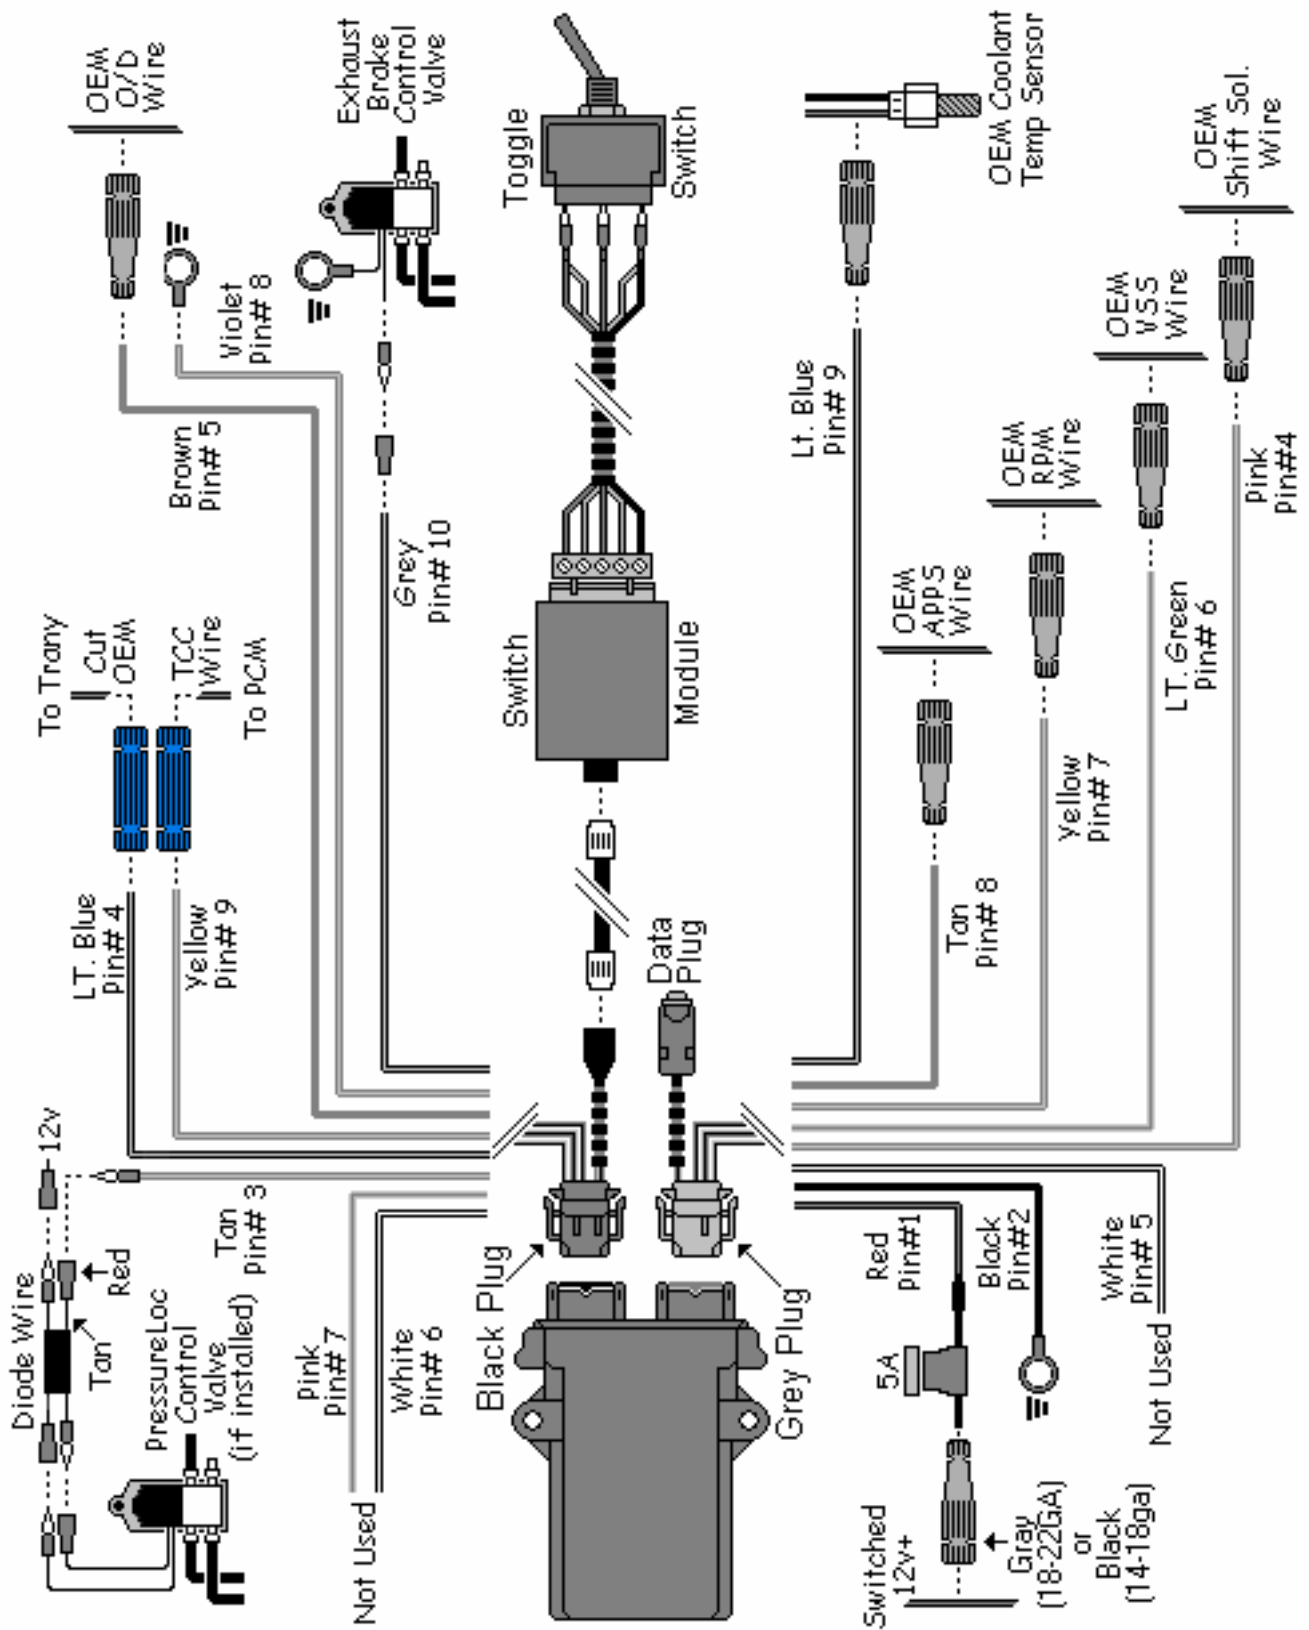 Diode Wire
12v
Red
Tan
Tan
Pin# 3
PressureLoc
Control
Valve
(if installed)
Pink
Pin#7
White
Pin# 6
Not Used
LT. Blue
Pin# 4
Yellow
Pin# 9
To Trany
Cut
OEM
TCC
Wire
To PCM
OEM
O/D
Wire
Brown
Pin# 5
Violet
Pin# 8
Exhaust
Brake
Control
Valve
Grey
Pin# 10
Black Plug
Grey Plug
Data
Plug
Switch
Module
Toggle
Switch
OEM Coolant
Temp Sensor
Lt. Blue
Pin# 9
OEM
APPS
Wire
Tan
Pin# 8
OEM
RPM
Wire
Yellow
Pin# 7
OEM
VSS
Wire
LT. Green
Pin# 6
OEM
Shift Sol.
Wire
Pink
Pin#4
Switched
12v+
Gray
(18-22GA)
or
Black
(14-18ga)
5A
Red
Pin#1
Black
Pin#2
White
Pin# 5
Not Used